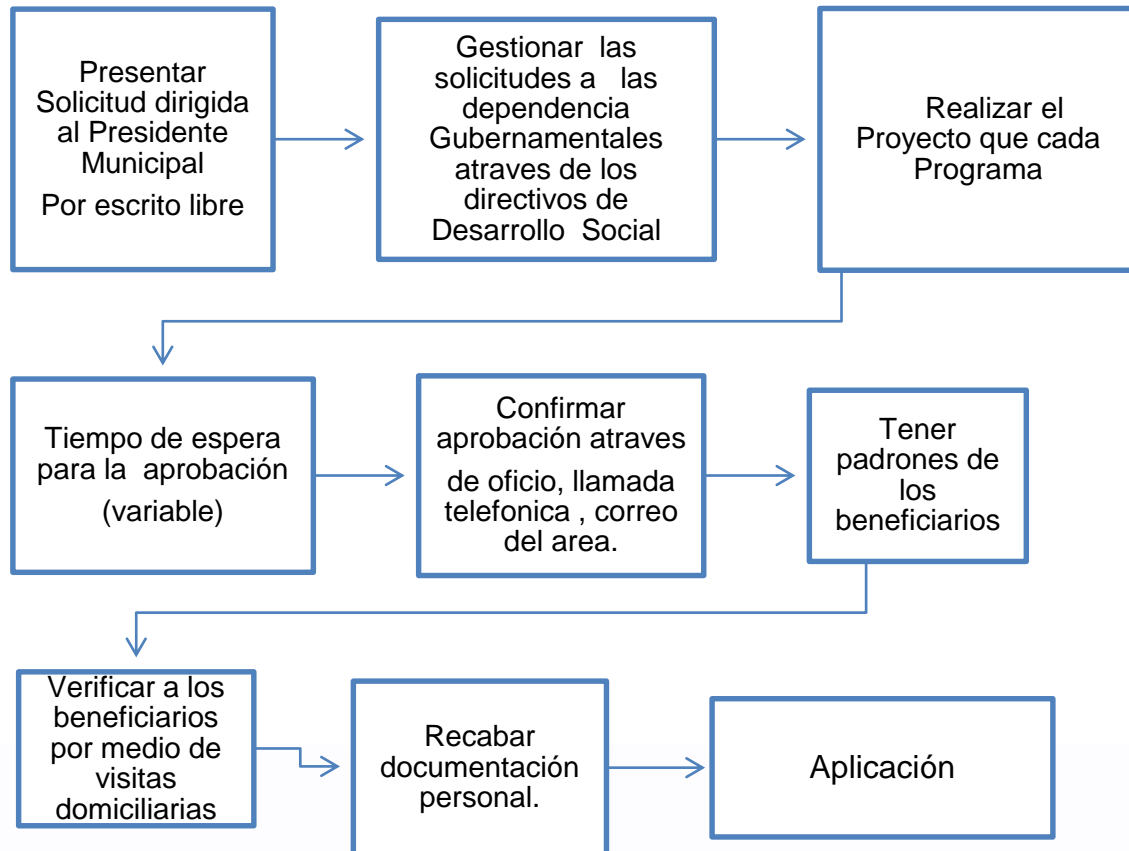 Presentar
Solicitud dirigida
al Presidente
Municipal
Por escrito libre
Gestionar las
solicitudes a las
dependencia
Gubernamentales
atraves de los
directivos de
Desarrollo Social
Realizar el
Proyecto que cada
Programa
Tiempo de espera
para la aprobación
(variable)
Confirmar
aprobación atraves
de oficio, llamada
telefonica , correo
del area.
Tener
padrones de
los
beneficiarios
Verificar a los
beneficiarios
por medio de
visitas
domiciliarias
Recabar
documentación
personal.
Aplicación